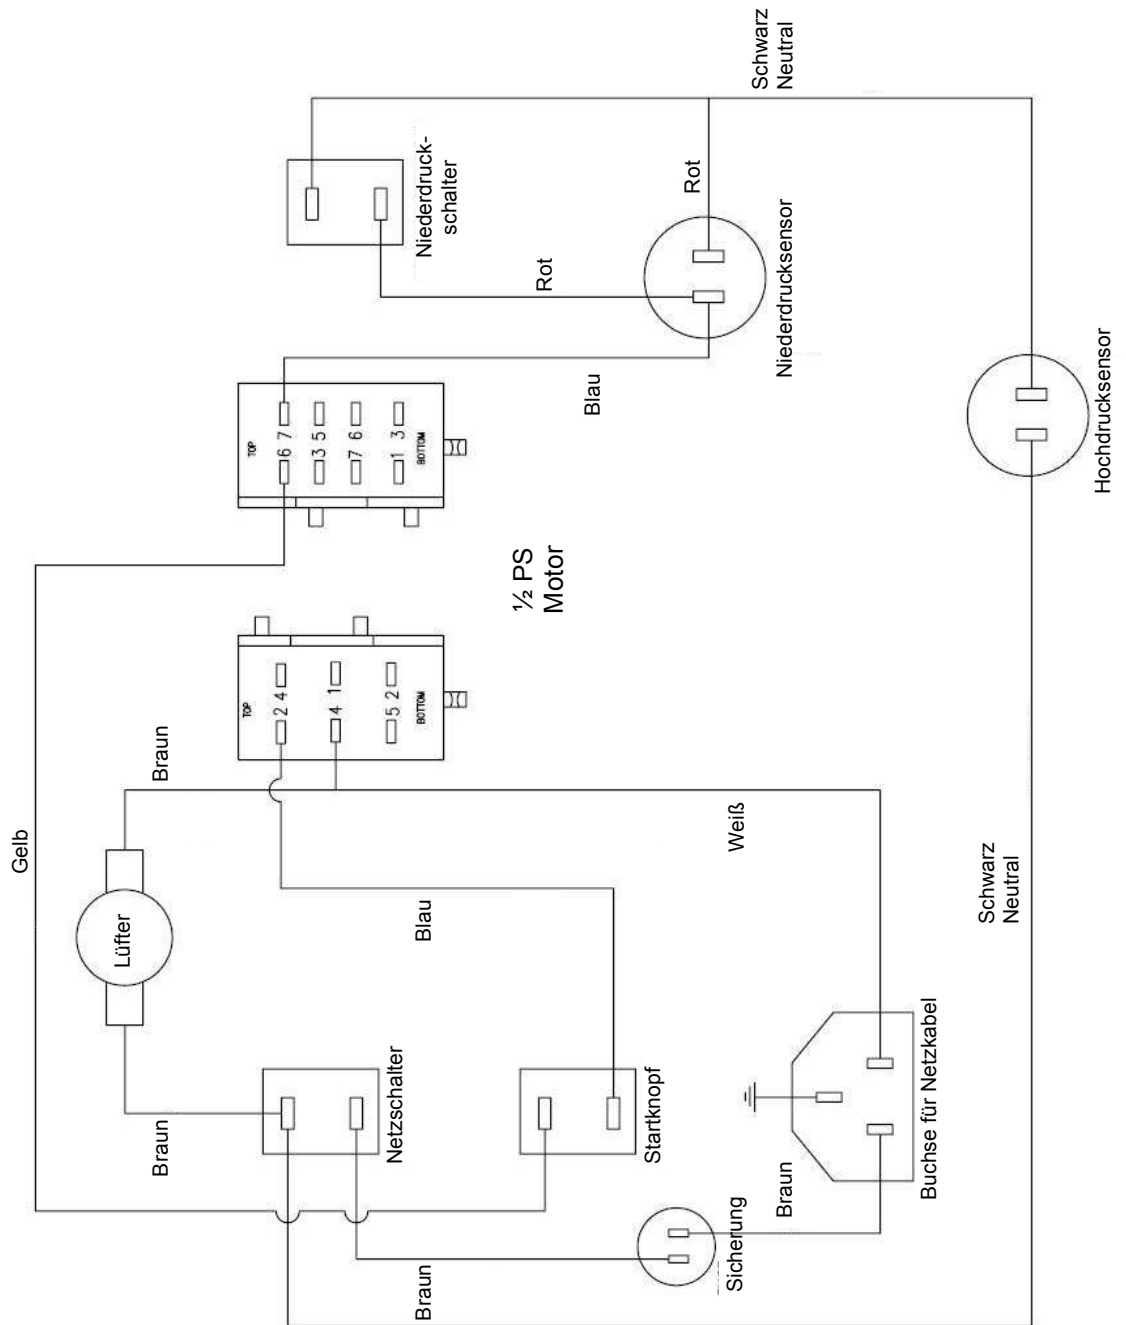 Gelb
Lüfter
Braun
Braun
TOP
2 4
4 1
5 2
BOTTOM
TOP
6 7
3 5
7 6
1 3
BOTTOM
Netzschalter
Braun
Blau
Niederdruck-
schalter
½ PS
Motor
Rot
Blau
Startknopf
Sicherung
Weiß
Rot
Braun
Schwarz
Neutral
Niederdrucksensor
Buchse für Netzkabel
Schwarz
Neutral
Hochdrucksensor